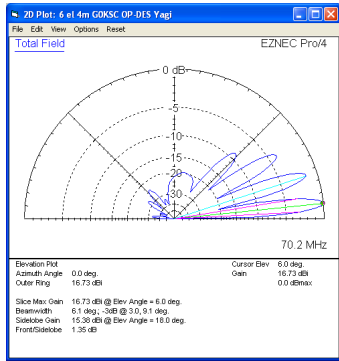 2D Plot: 6 el 4m G0KSC OP-DES Yagi
File Edit View Options Reset
Total Field
EZNEC Pro/4
0 dB
-5
-10
-15
-20
-30
70.2 MHz
Elevation Plot
Cursor Elev 6.0 deg.
Azimuth Angle 0.0 deg.
Gain 16.73 dBi
Outer Ring 16.73 dBi
0.0 dBmax
Slice Max Gain 16.73 dBi @ Elev Angle = 6.0 deg.
Beamwidth 6.1 deg.; -3dB @ 3.0, 9.1 deg.
Sidelobe Gain 15.38 dBi @ Elev Angle = 18.0 deg.
Front/Sidelobe 1.35 dB